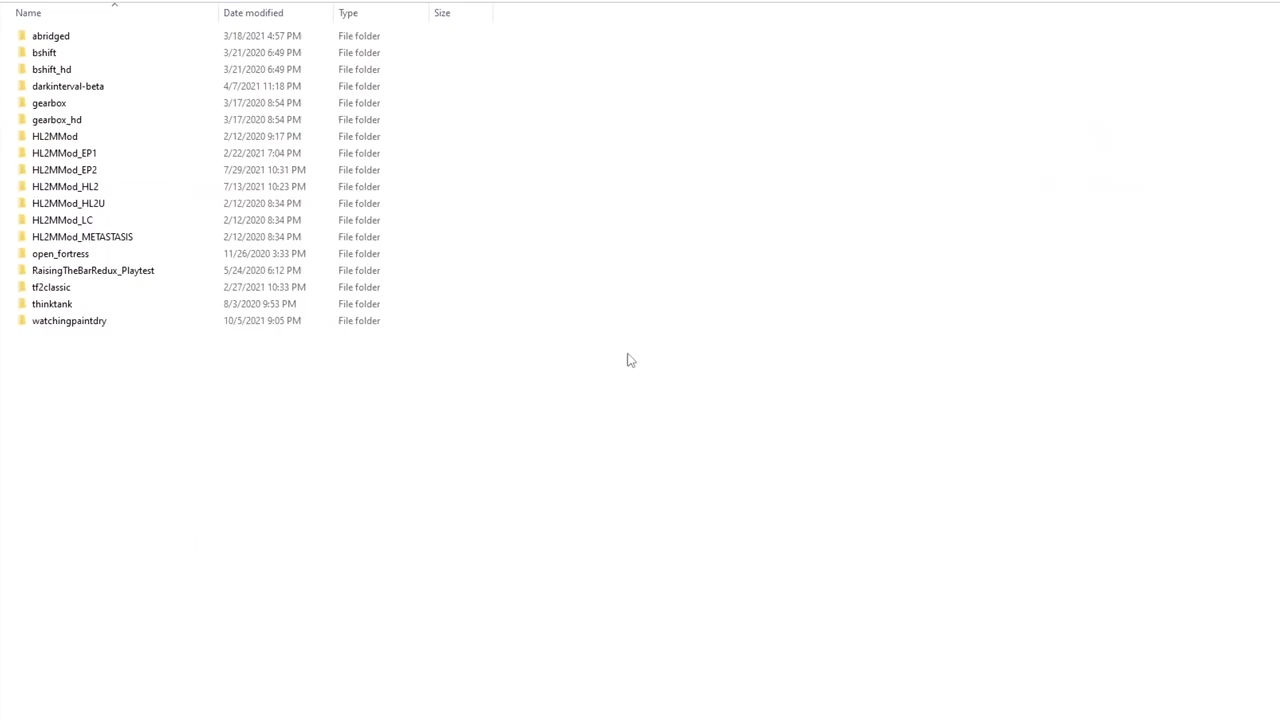 Name Date modified Type Size
abridged 3/18/2021 4:57 PM File folder
bshift 3/21/2020 6:49 PM File folder
bshift_hd 3/21/2020 6:49 PM File folder
darkinterval-beta 4/7/2021 11:18 PM File folder
gearbox 3/17/2020 8:54 PM File folder
gearbox_hd 3/17/2020 8:54 PM File folder
HL2MMod 2/12/2020 9:17 PM File folder
HL2MMod_EP1 2/22/2021 7:04 PM File folder
HL2MMod_EP2 7/29/2021 10:31 PM File folder
HL2MMod_HL2 7/13/2021 10:23 PM File folder
HL2MMod_HL2U 2/12/2020 8:34 PM File folder
HL2MMod_LC 2/12/2020 8:34 PM File folder
HL2MMod_METASTASIS 2/12/2020 8:34 PM File folder
open_fortress 11/26/2020 3:33 PM File folder
RaisingTheBarRedux_Playtest 5/24/2020 6:12 PM File folder
tf2classic 2/27/2021 10:33 PM File folder
thinktank 8/3/2020 9:53 PM File folder
watchingpaintdry 10/5/2021 9:05 PM File folder